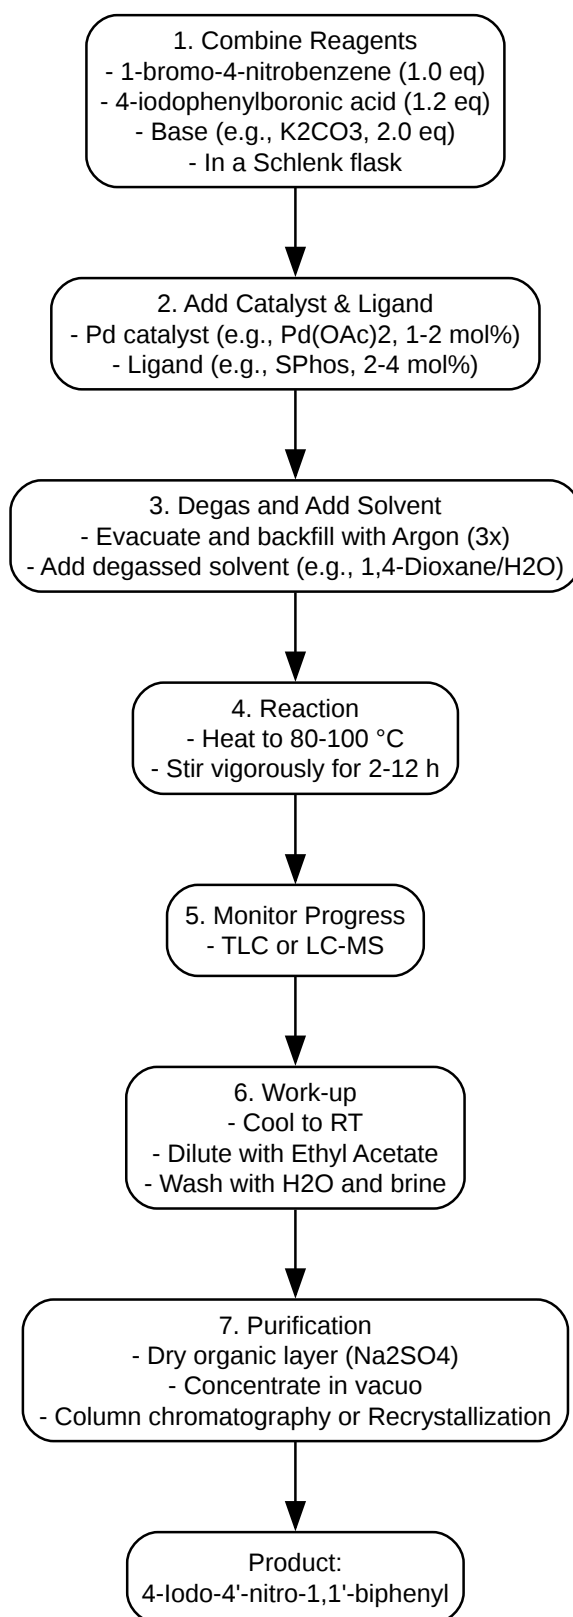 1. Combine Reagents
- 1-bromo-4-nitrobenzene (1.0 eq)
- 4-iodophenylboronic acid (1.2 eq)
- Base (e.g., K2CO3, 2.0 eq)
- In a Schlenk flask
2. Add Catalyst & Ligand
- Pd catalyst (e.g., Pd(OAc)2, 1-2 mol%)
- Ligand (e.g., SPhos, 2-4 mol%)
3. Degas and Add Solvent
- Evacuate and backfill with Argon (3x)
- Add degassed solvent (e.g., 1,4-Dioxane/H2O)
4. Reaction
- Heat to 80-100 °C
- Stir vigorously for 2-12 h
5. Monitor Progress
- TLC or LC-MS
6. Work-up
- Cool to RT
- Dilute with Ethyl Acetate
- Wash with H2O and brine
7. Purification
- Dry organic layer (Na2SO4)
- Concentrate in vacuo
- Column chromatography or Recrystallization
Product:
4-Iodo-4'-nitro-1,1'-biphenyl